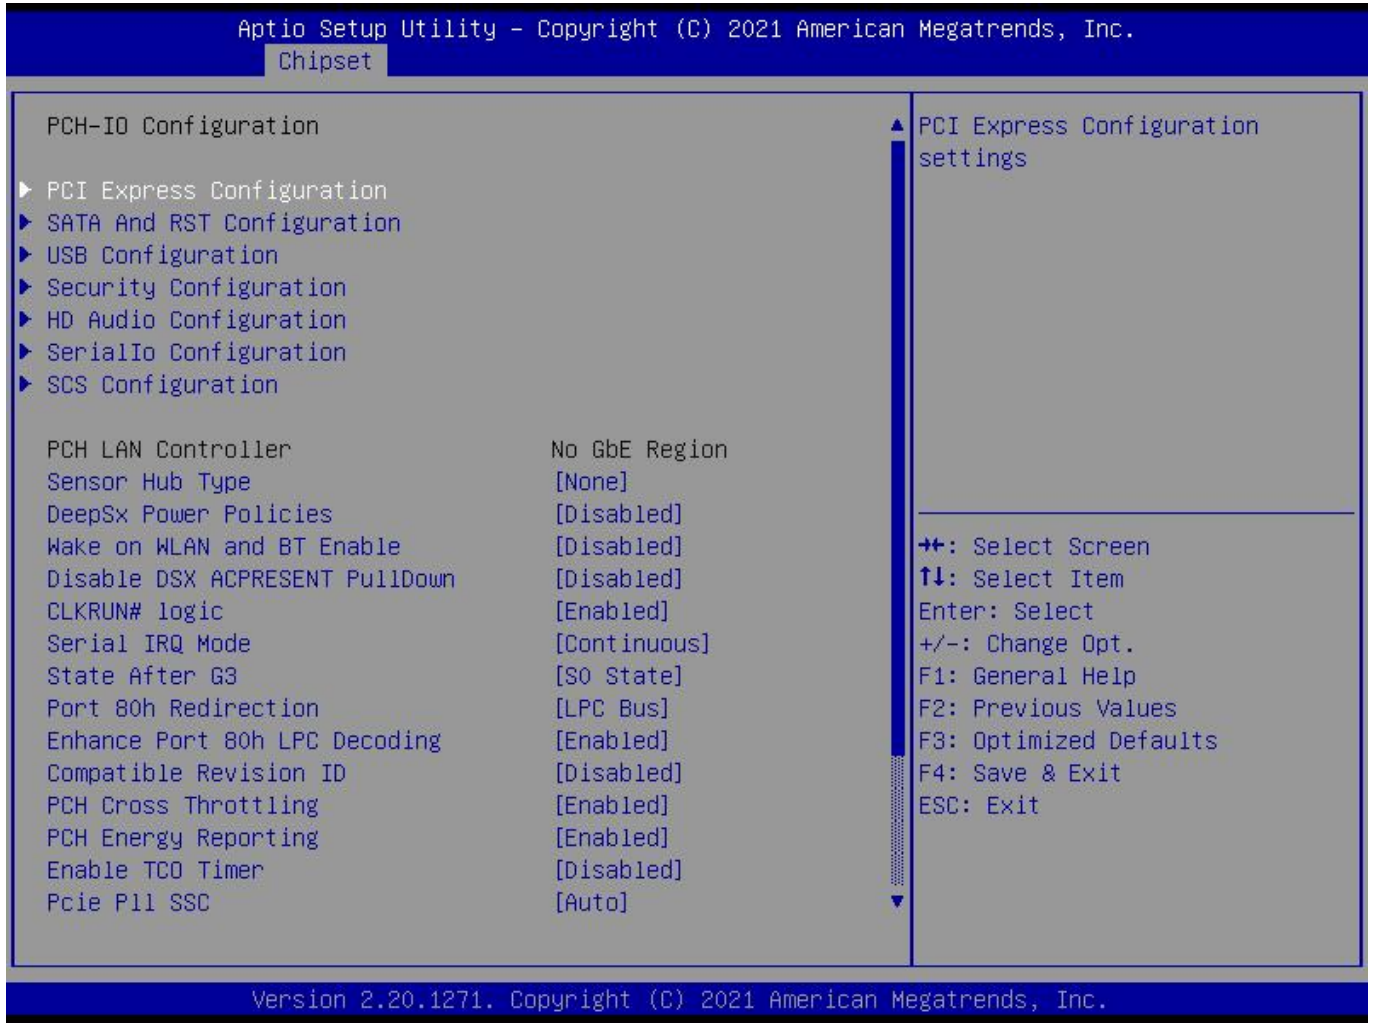 Aptio Setup Utility – Copyright (C) 2021 American Megatrends, Inc.
Chipset
PCH-IO Configuration
PCI Express Configuration
SATA And RST Configuration
USB Configuration
Security Configuration
HD Audio Configuration
SerialIo Configuration
SCS Configuration
PCH LAN Controller No GbE Region
Sensor Hub Type [None]
DeepSx Power Policies [Disabled]
Wake on WLAN and BT Enable [Disabled]
Disable DSX ACPRESENT PullDown [Disabled]
CLKRUN# logic [Enabled]
Serial IRQ Mode [Continuous]
State After G3 [S0 State]
Port 80h Redirection [LPC Bus]
Enhance Port 80h LPC Decoding [Enabled]
Compatible Revision ID [Disabled]
PCH Cross Throttling [Enabled]
PCH Energy Reporting [Enabled]
Enable TCO Timer [Disabled]
Pcie Pll SSC [Auto]
PCI Express Configuration
settings
→←: Select Screen
↑↓: Select Item
Enter: Select
+/-: Change Opt.
F1: General Help
F2: Previous Values
F3: Optimized Defaults
F4: Save & Exit
ESC: Exit
Version 2.20.1271. Copyright (C) 2021 American Megatrends, Inc.